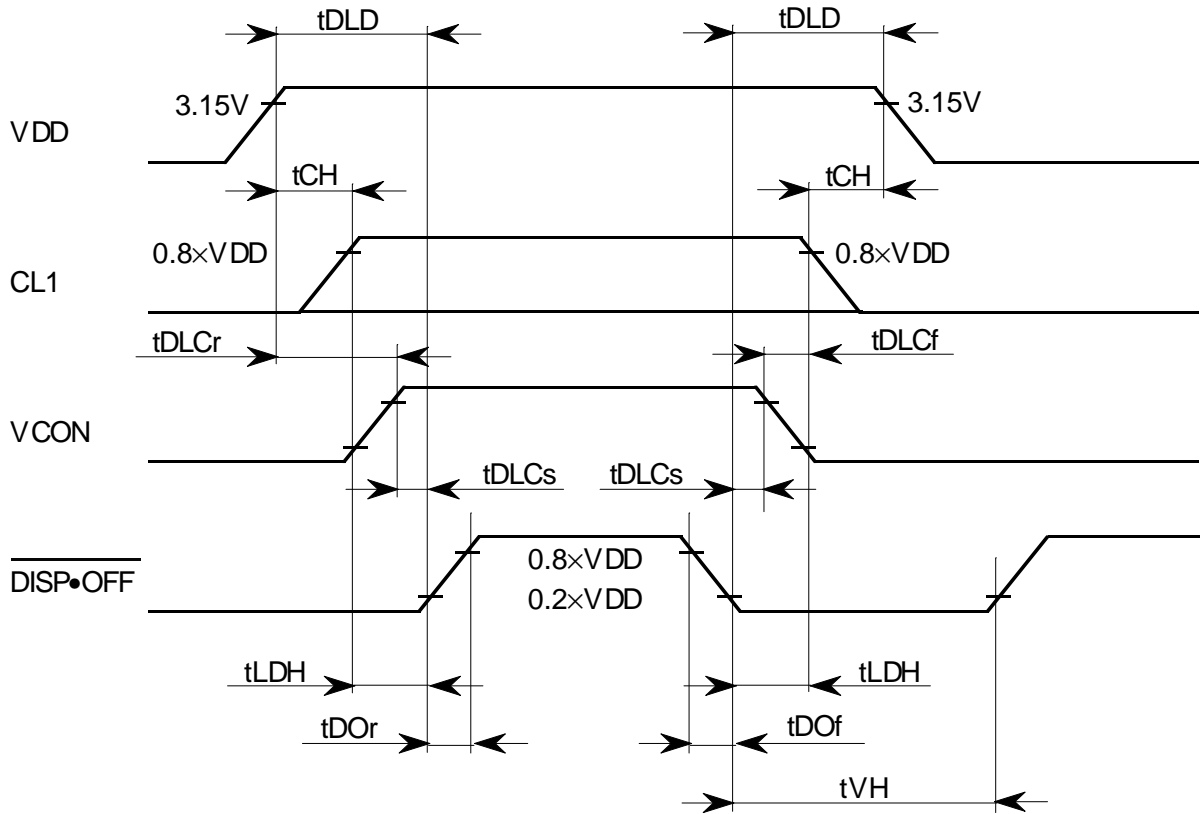 tDLD tDLD
3.15V 3.15V
VDD
tCH tCH
0.8×VDD 0.8×VDD
CL1
tDLCr tDLCf
VCON
tDLCs tDLCs
0.8×VDD
DISP•OFF
0.2×VDD
tLDH tLDH
tDOr tDOf
tVH